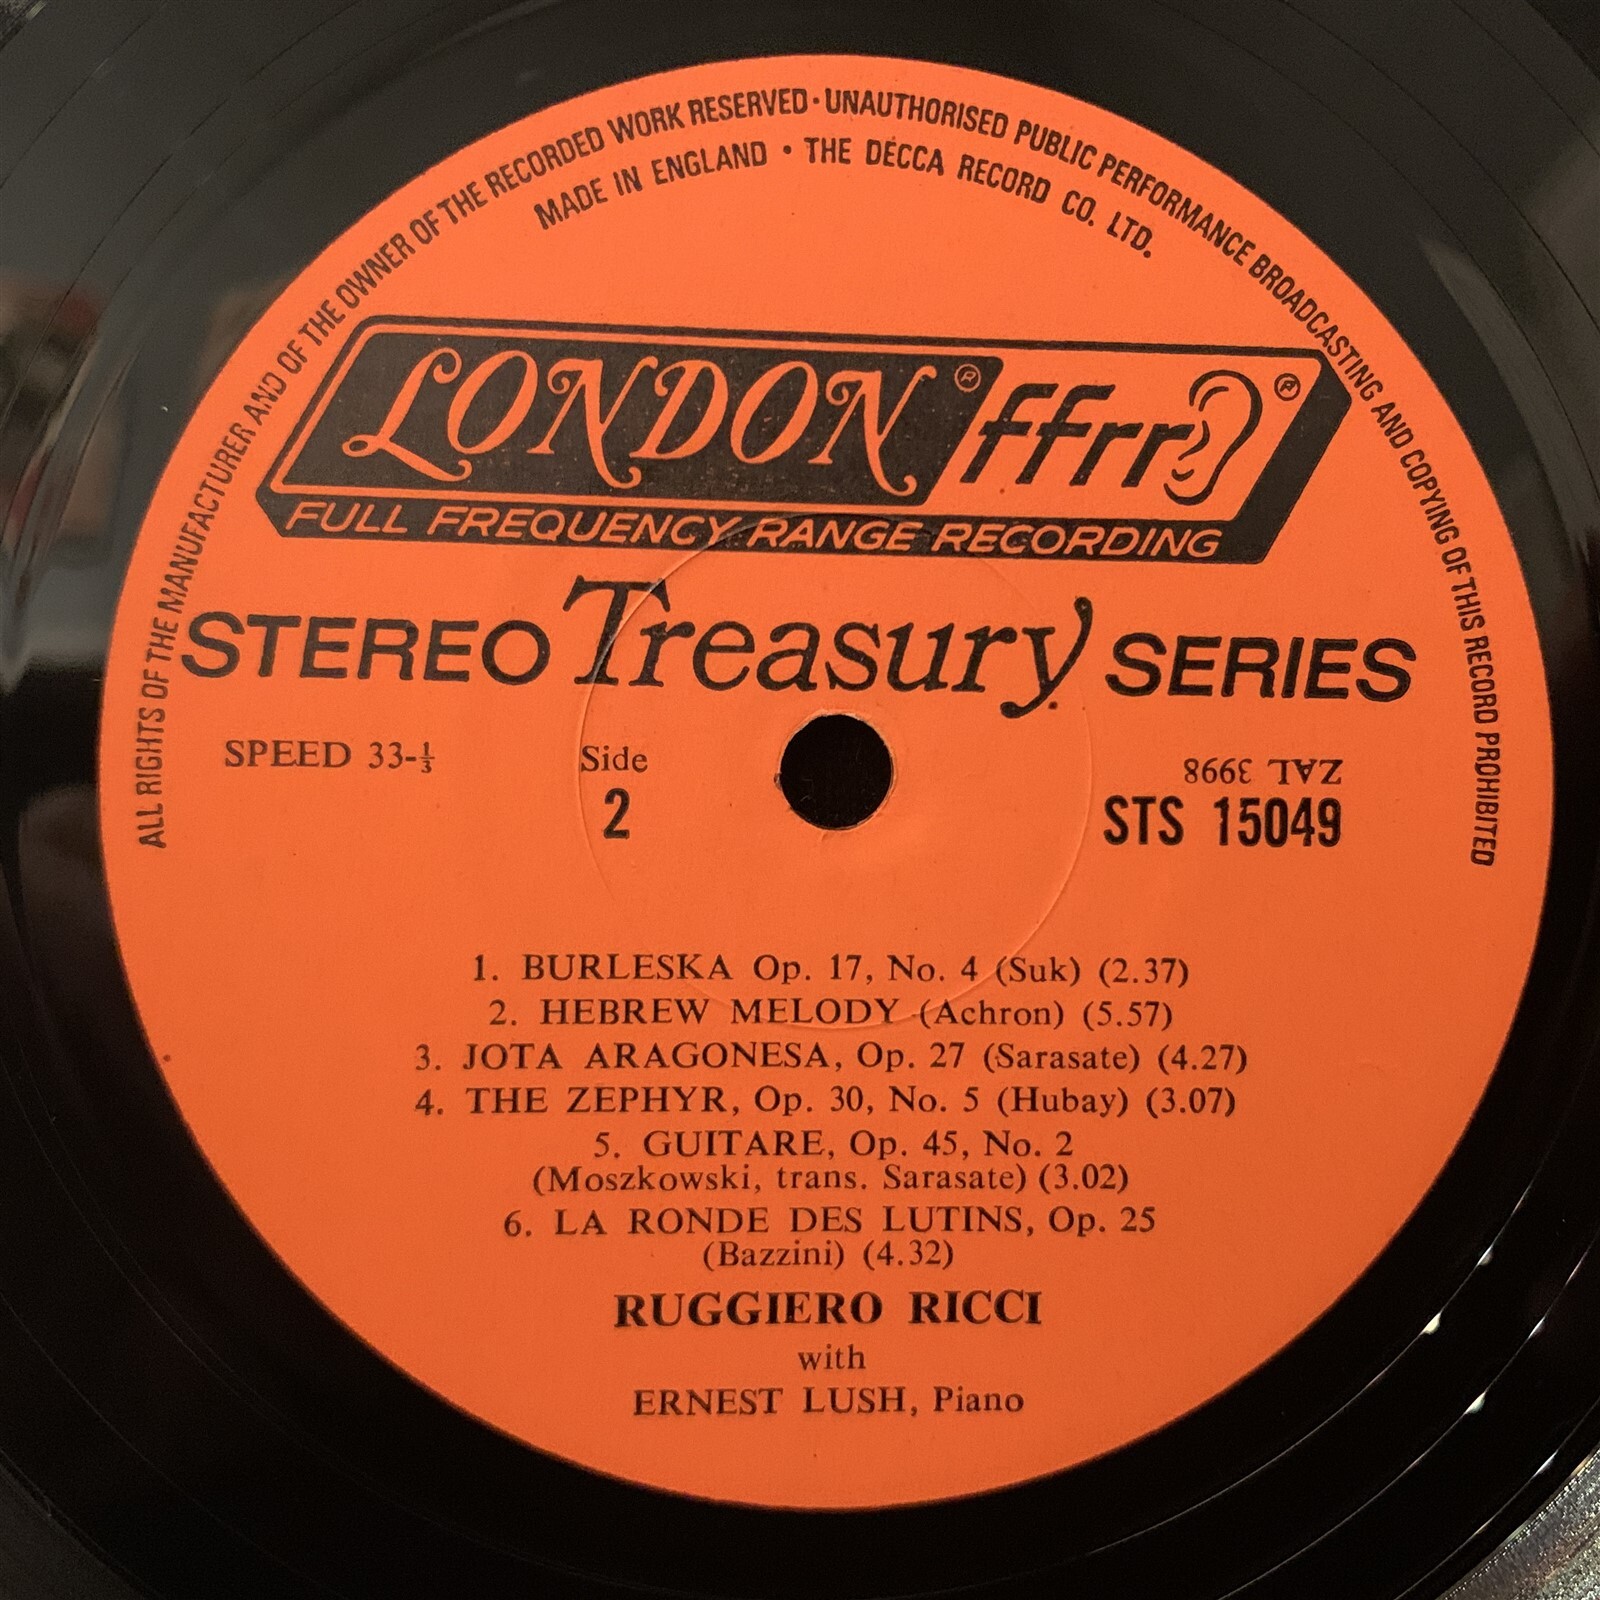 ALL RIGHTS OF THE MANUFACTURER AND OF THE OWNER OF THE RECORDED WORK RESERVED · UNAUTHORISED PUBLIC PERFORMANCE BROADCASTING AND COPYING OF THIS RECORD PROHIBITED
MADE IN ENGLAND • THE DECCA RECORD CO. LTD.
LONDON ® ffrr ®
FULL FREQUENCY RANGE RECORDING
STEREO Treasury SERIES
SPEED 33-⅓
Side
2
ZAL 3998
STS 15049
1. BURLESKA Op. 17, No. 4 (Suk) (2.37)
2. HEBREW MELODY (Achron) (5.57)
3. JOTA ARAGONESA, Op. 27 (Sarasate) (4.27)
4. THE ZEPHYR, Op. 30, No. 5 (Hubay) (3.07)
5. GUITARE, Op. 45, No. 2
(Moszkowski, trans. Sarasate) (3.02)
6. LA RONDE DES LUTINS, Op. 25
(Bazzini) (4.32)
RUGGIERO RICCI
with
ERNEST LUSH, Piano